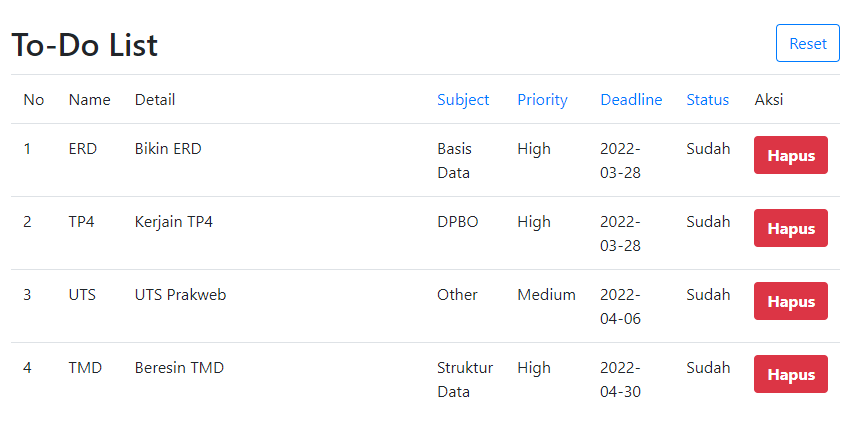 To-Do List Reset
No Name Detail Subject Priority Deadline Status Aksi
1 ERD Bikin ERD Basis High 2022- Sudah Hapus
Data 03-28
2 TP4 Kerjain TP4 DPBO High 2022- Sudah Hapus
03-28
3 UTS UTS Prakweb Other Medium 2022- Sudah Hapus
04-06
4 TMD Beresin TMD Struktur High 2022- Sudah Hapus
Data 04-30